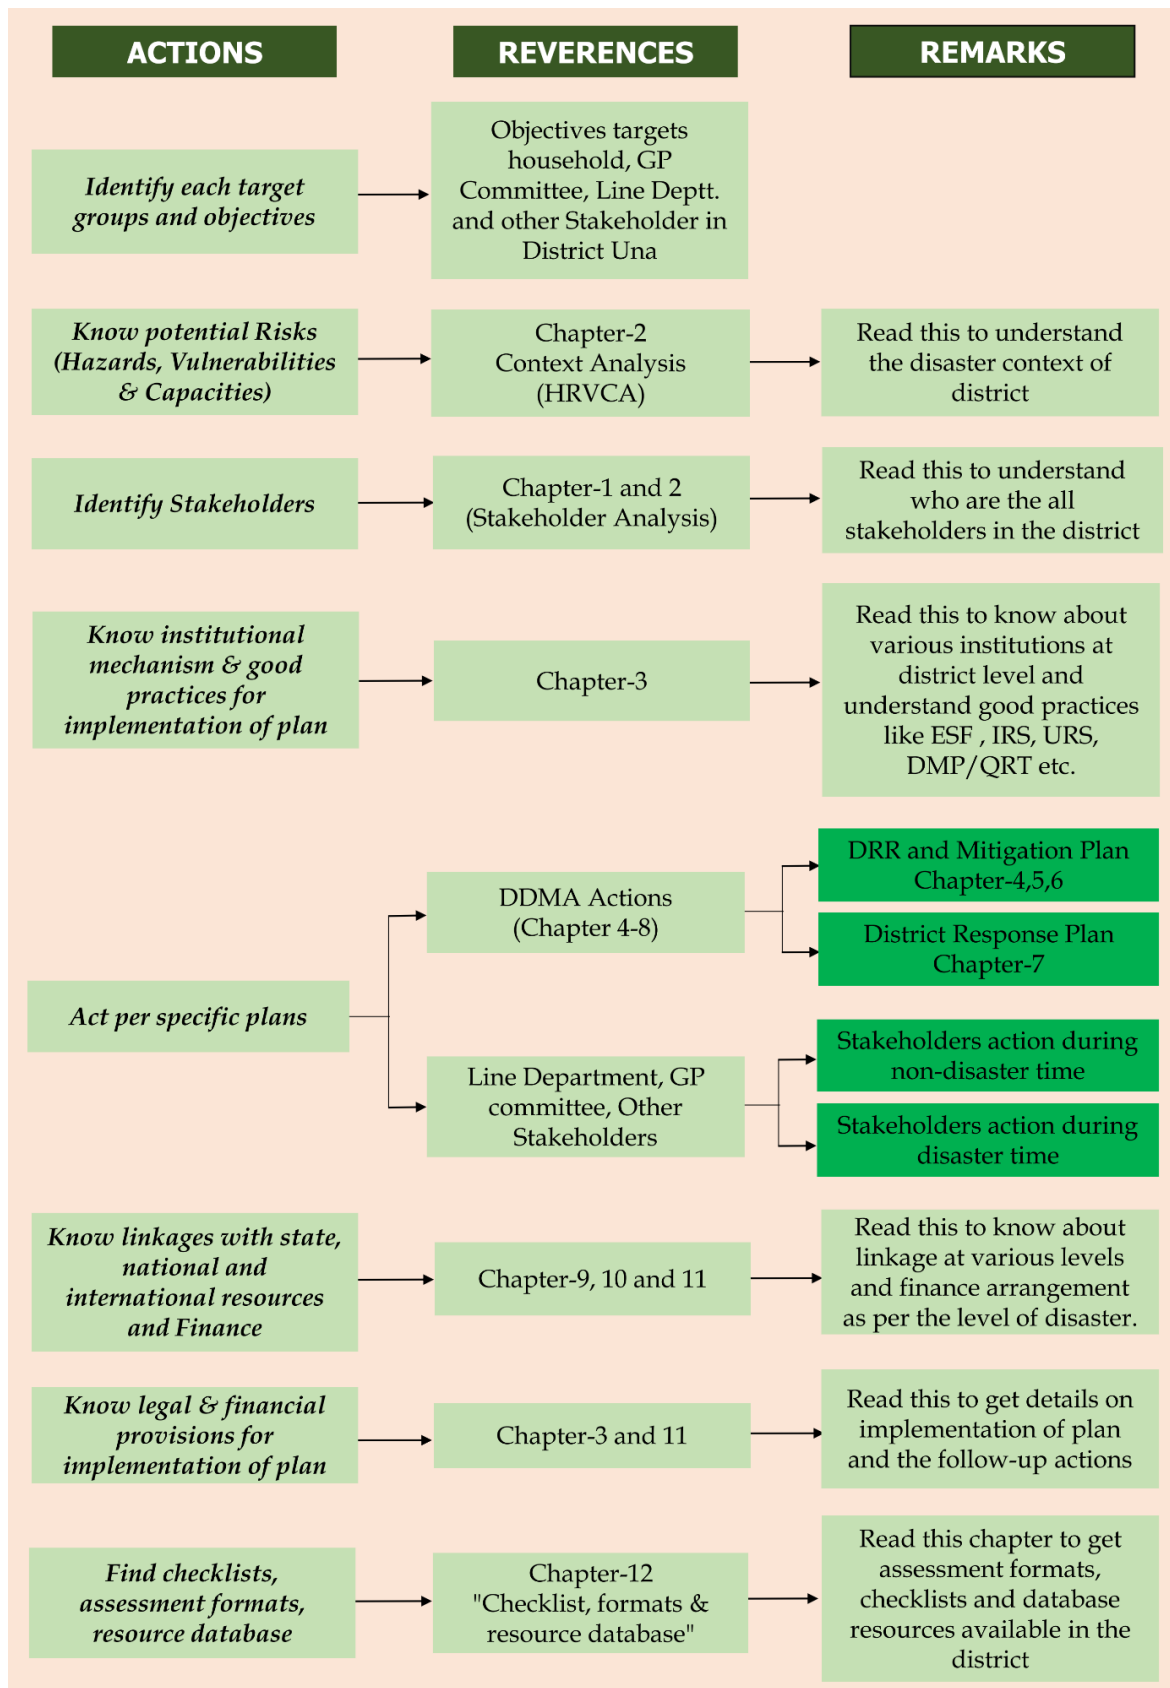 ACTIONS
REVERENCES
REMARKS
Identify each target
groups and objectives
Objectives targets
household, GP
Committee, Line Deptt.
and other Stakeholder in
District Una
Know potential Risks
(Hazards, Vulnerabilities
& Capacities)
Chapter-2
Context Analysis
(HRVCA)
Read this to understand
the disaster context of
district
Identify Stakeholders
Chapter-1 and 2
(Stakeholder Analysis)
Read this to understand
who are the all
stakeholders in the district
Know institutional
mechanism & good
practices for
implementation of plan
Chapter-3
Read this to know about
various institutions at
district level and
understand good practices
like ESF , IRS, URS,
DMP/QRT etc.
Act per specific plans
DDMA Actions
(Chapter 4-8)
DRR and Mitigation Plan
Chapter-4,5,6
District Response Plan
Chapter-7
Line Department, GP
committee, Other
Stakeholders
Stakeholders action during
non-disaster time
Stakeholders action during
disaster time
Know linkages with state,
national and
international resources
and Finance
Chapter-9, 10 and 11
Read this to know about
linkage at various levels
and finance arrangement
as per the level of disaster.
Know legal & financial
provisions for
implementation of plan
Chapter-3 and 11
Read this to get details on
implementation of plan
and the follow-up actions
Find checklists,
assessment formats,
resource database
Chapter-12
"Checklist, formats &
resource database"
Read this chapter to get
assessment formats,
checklists and database
resources available in the
district